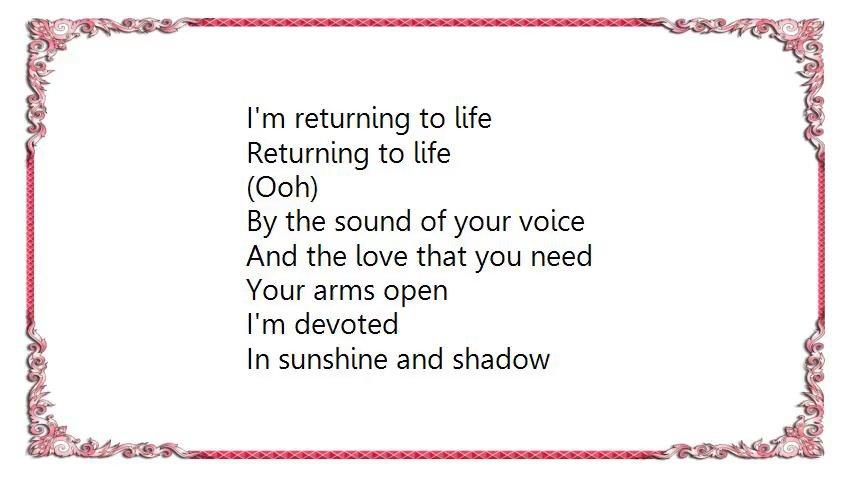 I'm returning to life
Returning to life
(Ooh)
By the sound of your voice
And the love that you need
Your arms open
I'm devoted
In sunshine and shadow